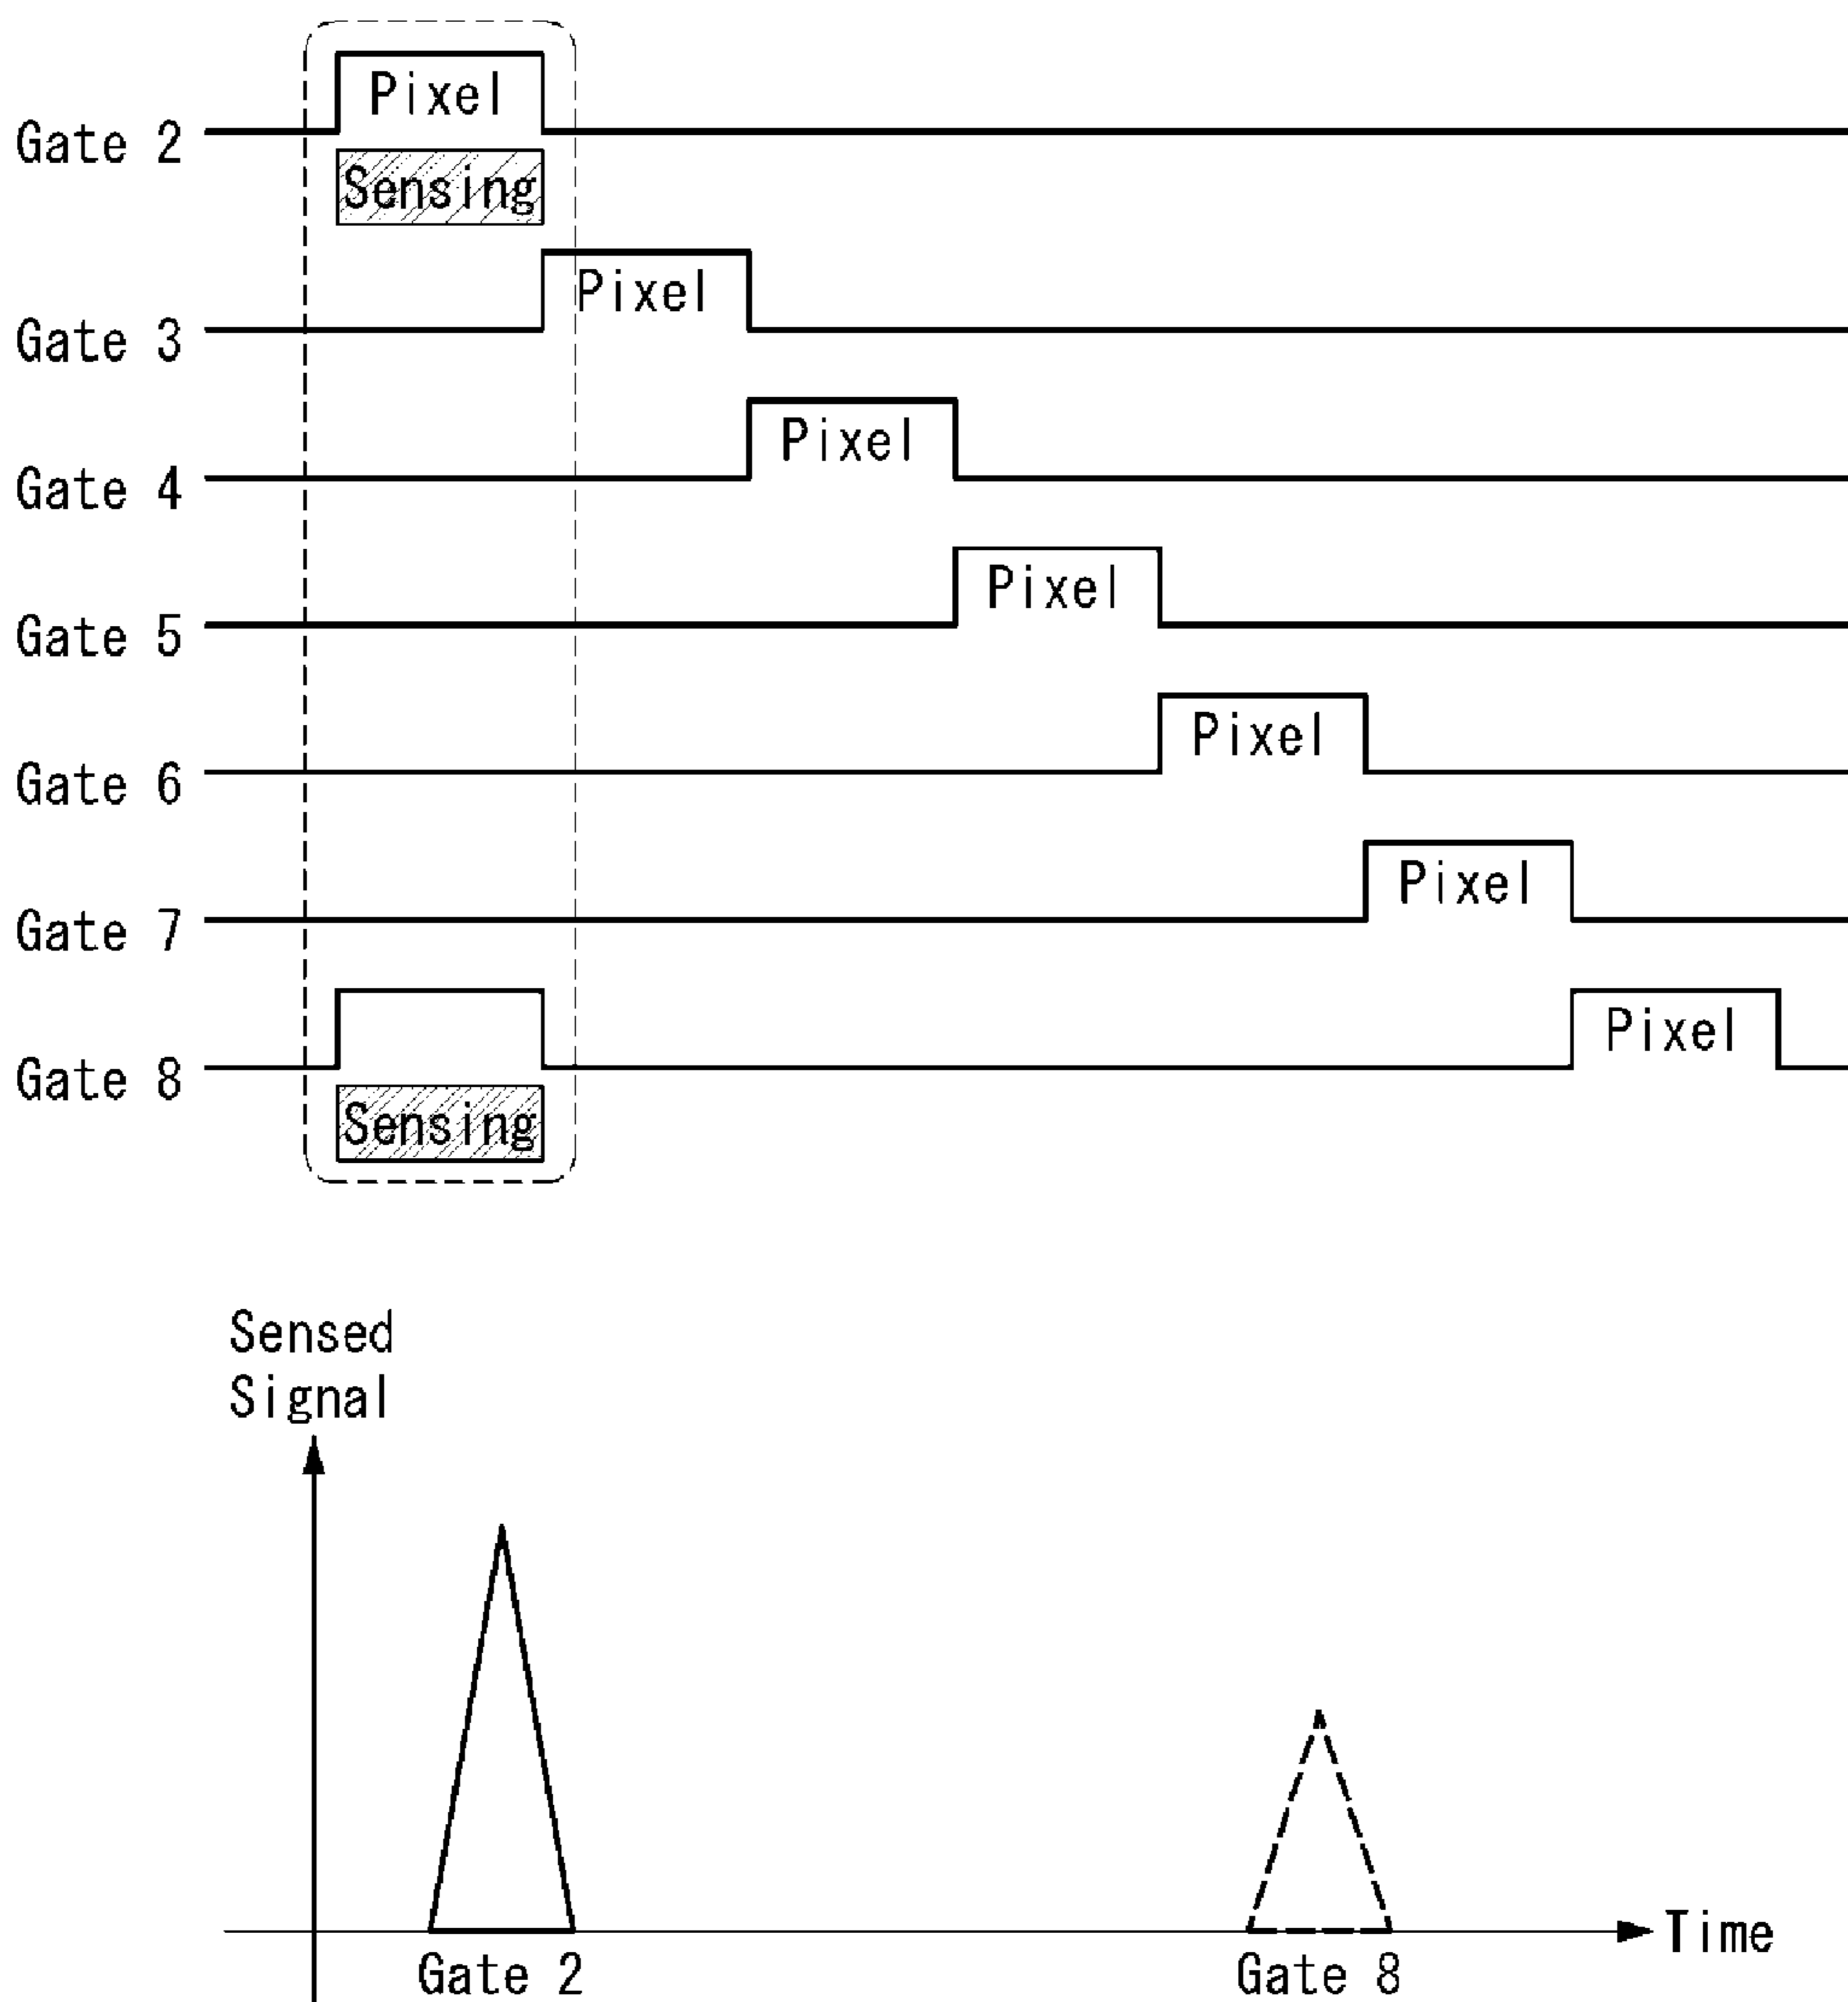 Pixel
Gate 2
Sensing
Pixel
Gate 3
Pixel
Gate 4
Pixel
Gate 5
Pixel
Gate 6
Pixel
Gate 7
Pixel
Gate 8
Sensing
Sensed
Signal
Time
Gate 2
Gate 8